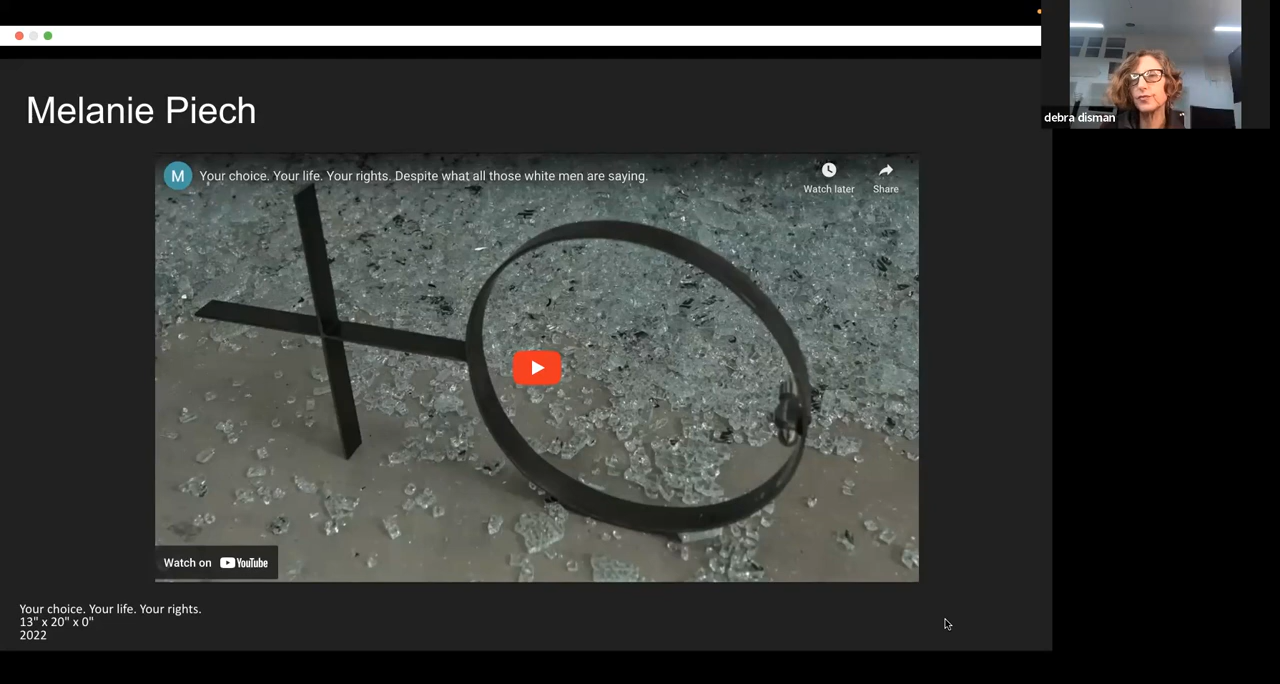 debra disman
Melanie Piech
M
Your choice. Your life. Your rights. Despite what all those white men are saying.
Watch later
Share
Watch on YouTube
Your choice. Your life. Your rights.
13" x 20" x 0"
2022